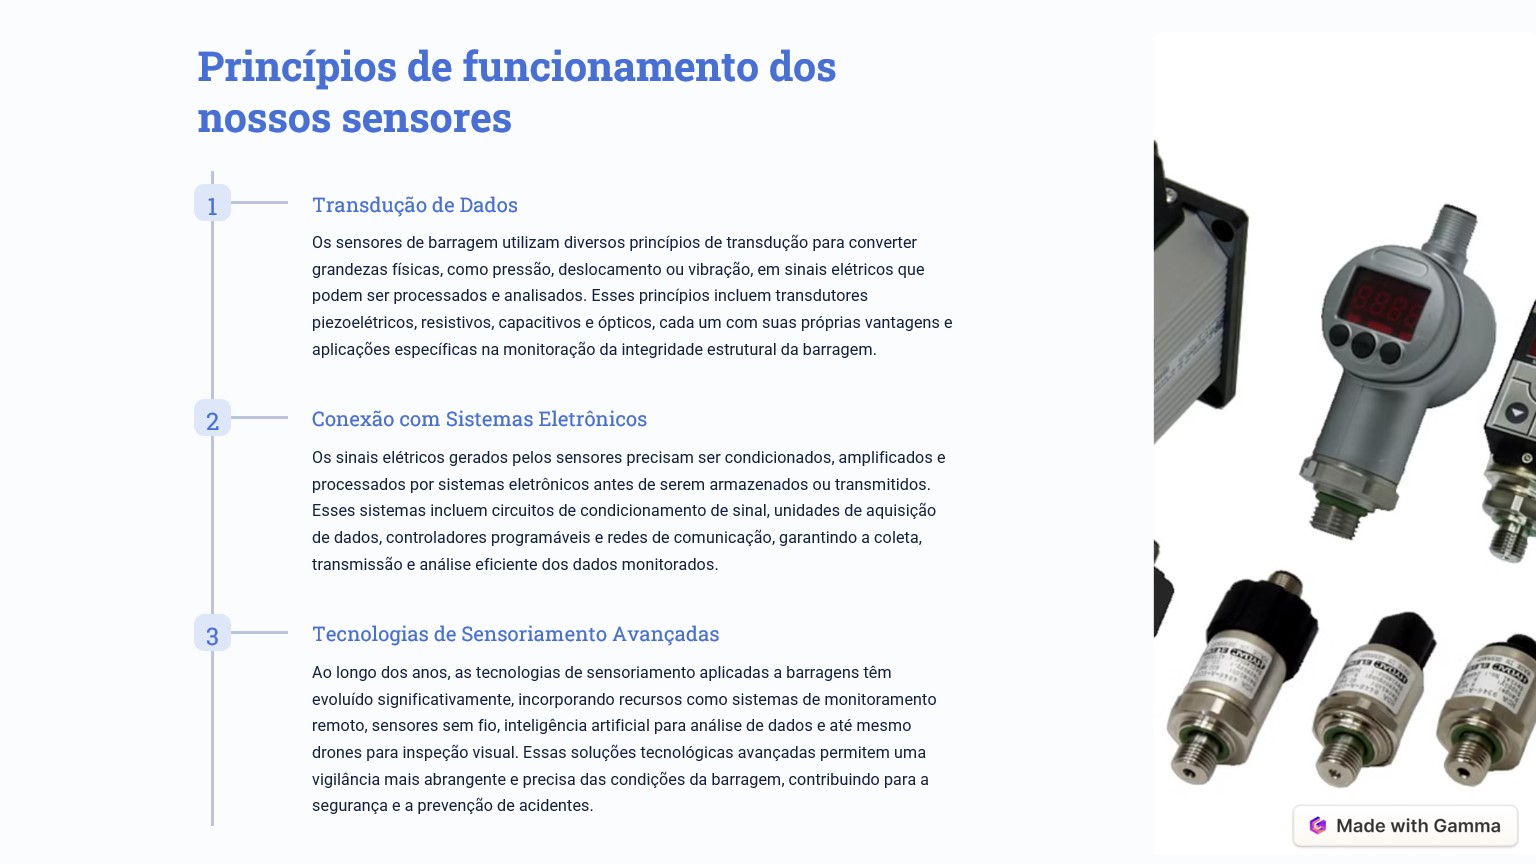 Princípios de funcionamento dos
nossos sensores
1
Transdução de Dados
Os sensores de barragem utilizam diversos princípios de transdução para converter
grandezas físicas, como pressão, deslocamento ou vibração, em sinais elétricos que
podem ser processados e analisados. Esses princípios incluem transdutores
piezoelétricos, resistivos, capacitivos e ópticos, cada um com suas próprias vantagens e
aplicações específicas na monitoração da integridade estrutural da barragem.
2
Conexão com Sistemas Eletrônicos
Os sinais elétricos gerados pelos sensores precisam ser condicionados, amplificados e
processados por sistemas eletrônicos antes de serem armazenados ou transmitidos.
Esses sistemas incluem circuitos de condicionamento de sinal, unidades de aquisição
de dados, controladores programáveis e redes de comunicação, garantindo a coleta,
transmissão e análise eficiente dos dados monitorados.
3
Tecnologias de Sensoriamento Avançadas
Ao longo dos anos, as tecnologias de sensoriamento aplicadas a barragens têm
evoluído significativamente, incorporando recursos como sistemas de monitoramento
remoto, sensores sem fio, inteligência artificial para análise de dados e até mesmo
drones para inspeção visual. Essas soluções tecnológicas avançadas permitem uma
vigilância mais abrangente e precisa das condições da barragem, contribuindo para a
segurança e a prevenção de acidentes.
Made with Gamma